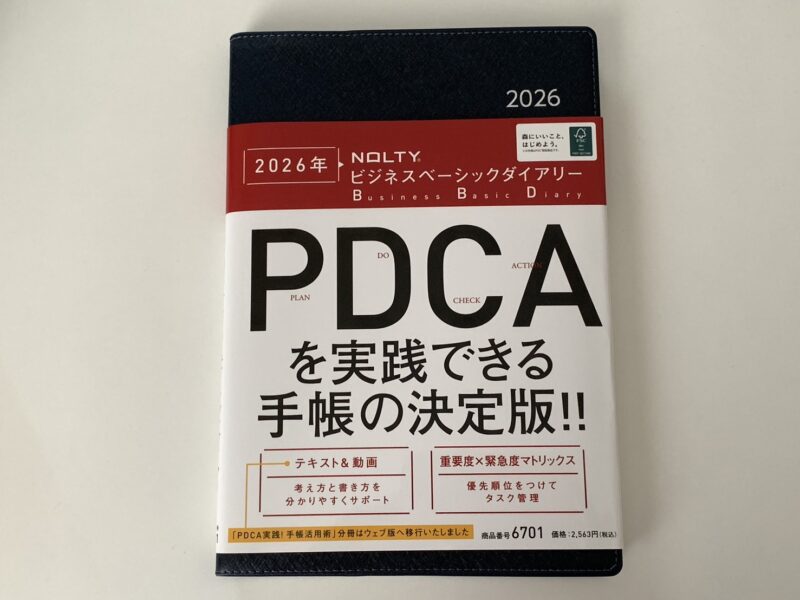 2026
森にいいこと、
はじめよう。
FSC
2026年
NOLTY®
ビジネスベーシックダイアリー
Business Basic Diary
PDCA
PLAN
DO
CHECK
ACTION
を実践できる
手帳の決定版!!
テキスト&動画
考え方と書き方を
分かりやすくサポート
重要度×緊急度マトリックス
優先順位をつけて
タスク管理
「PDCA実践!手帳活用術」分冊はウェブ版へ移行いたしました
商品番号6701 価格:2,563円(税込)